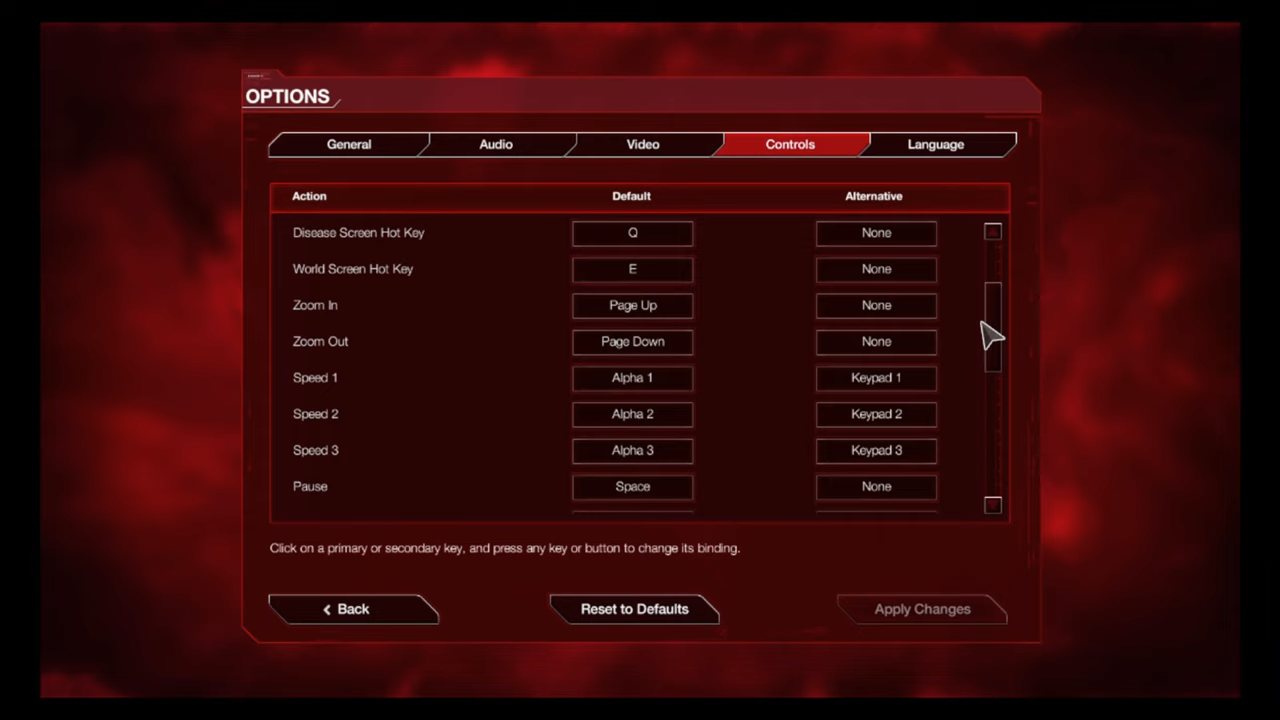 OPTIONS
General Audio Video Controls Language
Action Default Alternative
Disease Screen Hot Key Q None
World Screen Hot Key E None
Zoom In Page Up None
Zoom Out Page Down None
Speed 1 Alpha 1 Keypad 1
Speed 2 Alpha 2 Keypad 2
Speed 3 Alpha 3 Keypad 3
Pause Space None
Click on a primary or secondary key, and press any key or button to change its binding.
Back Reset to Defaults Apply Changes